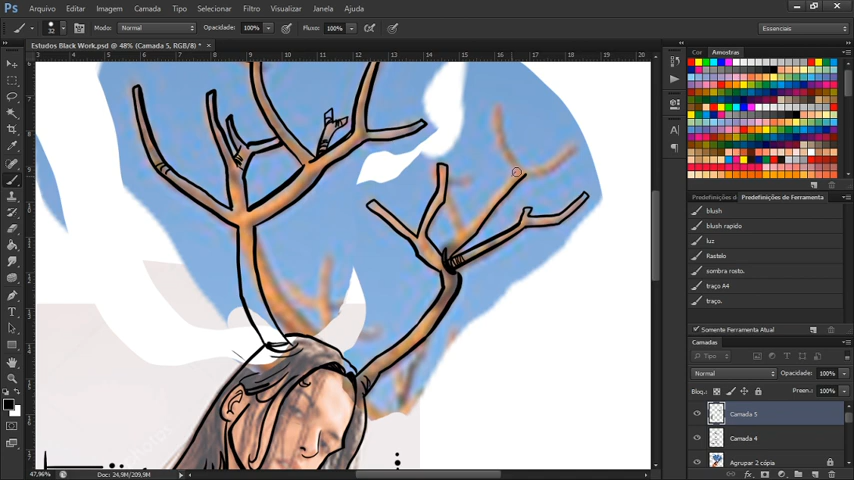 Ps Arquivo Editar Imagem Camada Tipo Selecionar Filtro Visualizar Janela Ajuda
32 Modo: Normal Opacidade: 100% Fluxo: 100% Essenciais
Estudos Black Work.psd @ 48% (Camada 5, RGB/8) *
Cor Amostras
Predefinições d Predefinições de Ferramenta
blush
blush rapido
luz
Rastelo
sombra rosto.
traço A4
traço.
Somente Ferramenta Atual
Camadas
Tipo
Normal Opacidade: 100%
Bloq.: Preen.: 100%
Camada 5
Camada 4
Agrupar 2 cópia
47,96% Doc: 24,9M/209,9M